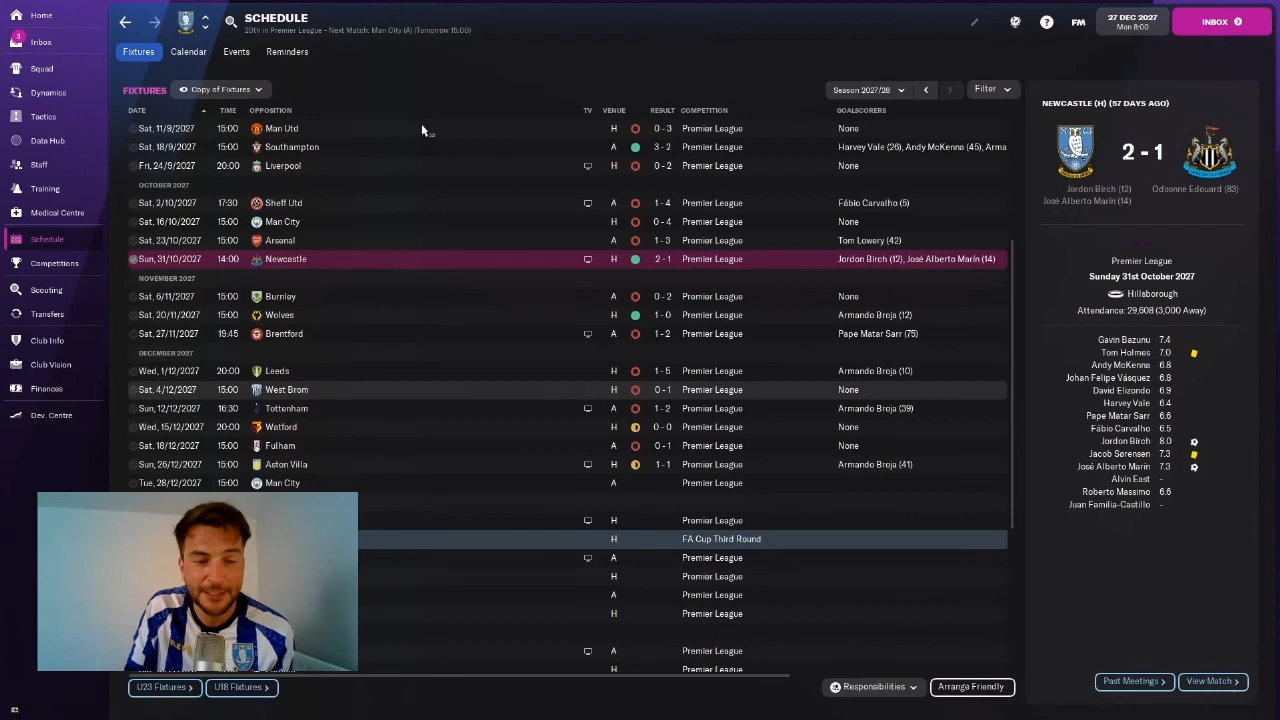 Home
3
Inbox
Squad
Dynamics
Tactics
Data Hub
Staff
Training
Medical Centre
Schedule
Competitions
Scouting
Transfers
Club Info
Club Vision
Finances
Dev. Centre
SCHEDULE
20th in Premier League - Next Match: Man City (A) (Tomorrow 15:00)
FM
27 DEC 2027
Mon 8:00
INBOX
Fixtures Calendar Events Reminders
FIXTURES Copy of Fixtures
Season 2027/28
Filter
DATE TIME OPPOSITION TV VENUE RESULT COMPETITION GOALSCORERS
Sat, 11/9/2027 15:00 Man Utd H 0 - 3 Premier League None
Sat, 18/9/2027 15:00 Southampton A 3 - 2 Premier League Harvey Vale (26), Andy McKenna (45), Arma
Fri, 24/9/2027 20:00 Liverpool H 0 - 2 Premier League None
OCTOBER 2027
Sat, 2/10/2027 17:30 Sheff Utd A 1 - 4 Premier League Fábio Carvalho (5)
Sat, 16/10/2027 15:00 Man City H 0 - 4 Premier League None
Sat, 23/10/2027 15:00 Arsenal A 1 - 3 Premier League Tom Lowery (42)
Sun, 31/10/2027 14:00 Newcastle H 2 - 1 Premier League Jordon Birch (12), José Alberto Marín (14)
NOVEMBER 2027
Sat, 6/11/2027 15:00 Burnley A 0 - 2 Premier League None
Sat, 20/11/2027 15:00 Wolves H 1 - 0 Premier League Armando Broja (12)
Sat, 27/11/2027 19:45 Brentford A 1 - 2 Premier League Pape Matar Sarr (75)
DECEMBER 2027
Wed, 1/12/2027 20:00 Leeds H 1 - 5 Premier League Armando Broja (10)
Sat, 4/12/2027 15:00 West Brom H 0 - 1 Premier League None
Sun, 12/12/2027 16:30 Tottenham A 1 - 2 Premier League Armando Broja (39)
Wed, 15/12/2027 20:00 Watford H 0 - 0 Premier League None
Sat, 18/12/2027 15:00 Fulham A 0 - 1 Premier League None
Sun, 26/12/2027 15:00 Aston Villa H 1 - 1 Premier League Armando Broja (41)
Tue, 28/12/2027 15:00 Man City A Premier League
H Premier League
H FA Cup Third Round
A Premier League
H Premier League
A Premier League
H Premier League
A Premier League
H Premier League
U23 Fixtures U18 Fixtures
Responsibilities Arrange Friendly
NEWCASTLE (H) (57 DAYS AGO)
2 - 1
Jordon Birch (12) Odsonne Edouard (83)
José Alberto Marín (14)
Premier League
Sunday 31st October 2027
Hillsborough
Attendance: 29,608 (3,000 Away)
Gavin Bazunu 7.4
Tom Holmes 7.0
Andy McKenna 6.8
Johan Felipe Vásquez 6.8
David Elizondo 6.9
Harvey Vale 6.4
Pape Matar Sarr 6.6
Fábio Carvalho 6.5
Jordon Birch 8.0
Jacob Sørensen 7.3
José Alberto Marín 7.3
Alvin East -
Roberto Massimo 6.6
Juan Familia-Castillo -
Past Meetings View Match